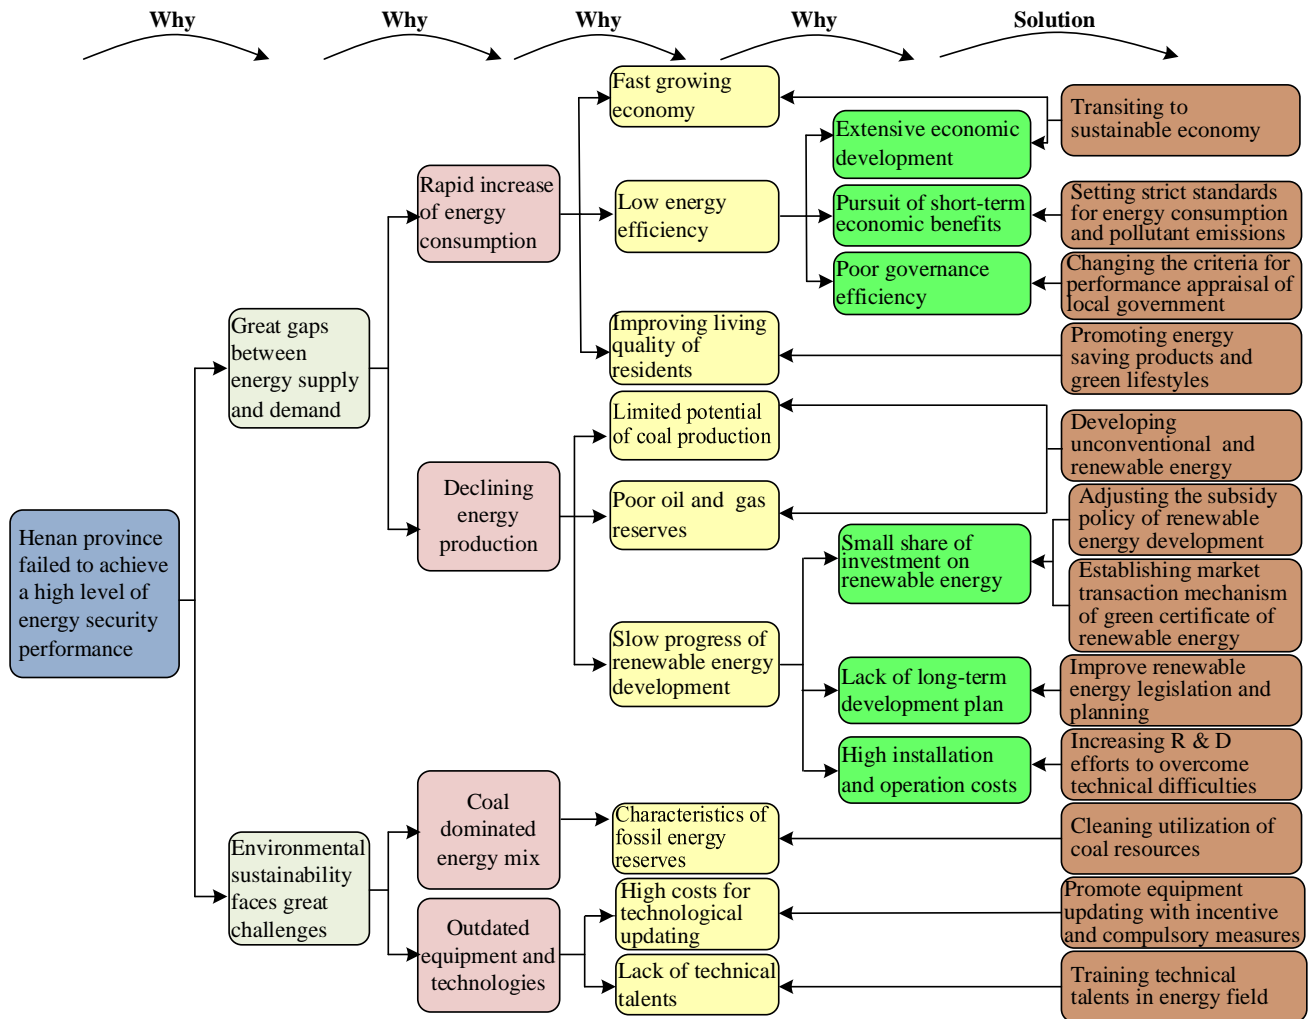 Why
Why
Why
Why
Solution
Henan province
failed to achieve
a high level of
energy security
performance
Great gaps
between
energy supply
and demand
Environmental
sustainability
faces great
challenges
Rapid increase
of energy
consumption
Declining
energy
production
Coal
dominated
energy mix
Outdated
equipment and
technologies
Fast growing
economy
Low energy
efficiency
Improving living
quality of
residents
Limited potential
of coal production
Poor oil and gas
reserves
Slow progress of
renewable energy
development
Characteristics of
fossil energy
reserves
High costs for
technological
updating
Lack of technical
talents
Extensive economic
development
Pursuit of short-term
economic benefits
Poor governance
efficiency
Small share of
investment on
renewable energy
Lack of long-term
development plan
High installation
and operation costs
Transiting to
sustainable economy
Setting strict standards
for energy consumption
and pollutant emissions
Changing the criteria for
performance appraisal of
local government
Promoting energy
saving products and
green lifestyles
Developing
unconventional and
renewable energy
Adjusting the subsidy
policy of renewable
energy development
Establishing market
transaction mechanism
of green certificate of
renewable energy
Improve renewable
energy legislation and
planning
Increasing R & D
efforts to overcome
technical difficulties
Cleaning utilization of
coal resources
Promote equipment
updating with incentive
and compulsory measures
Training technical
talents in energy field